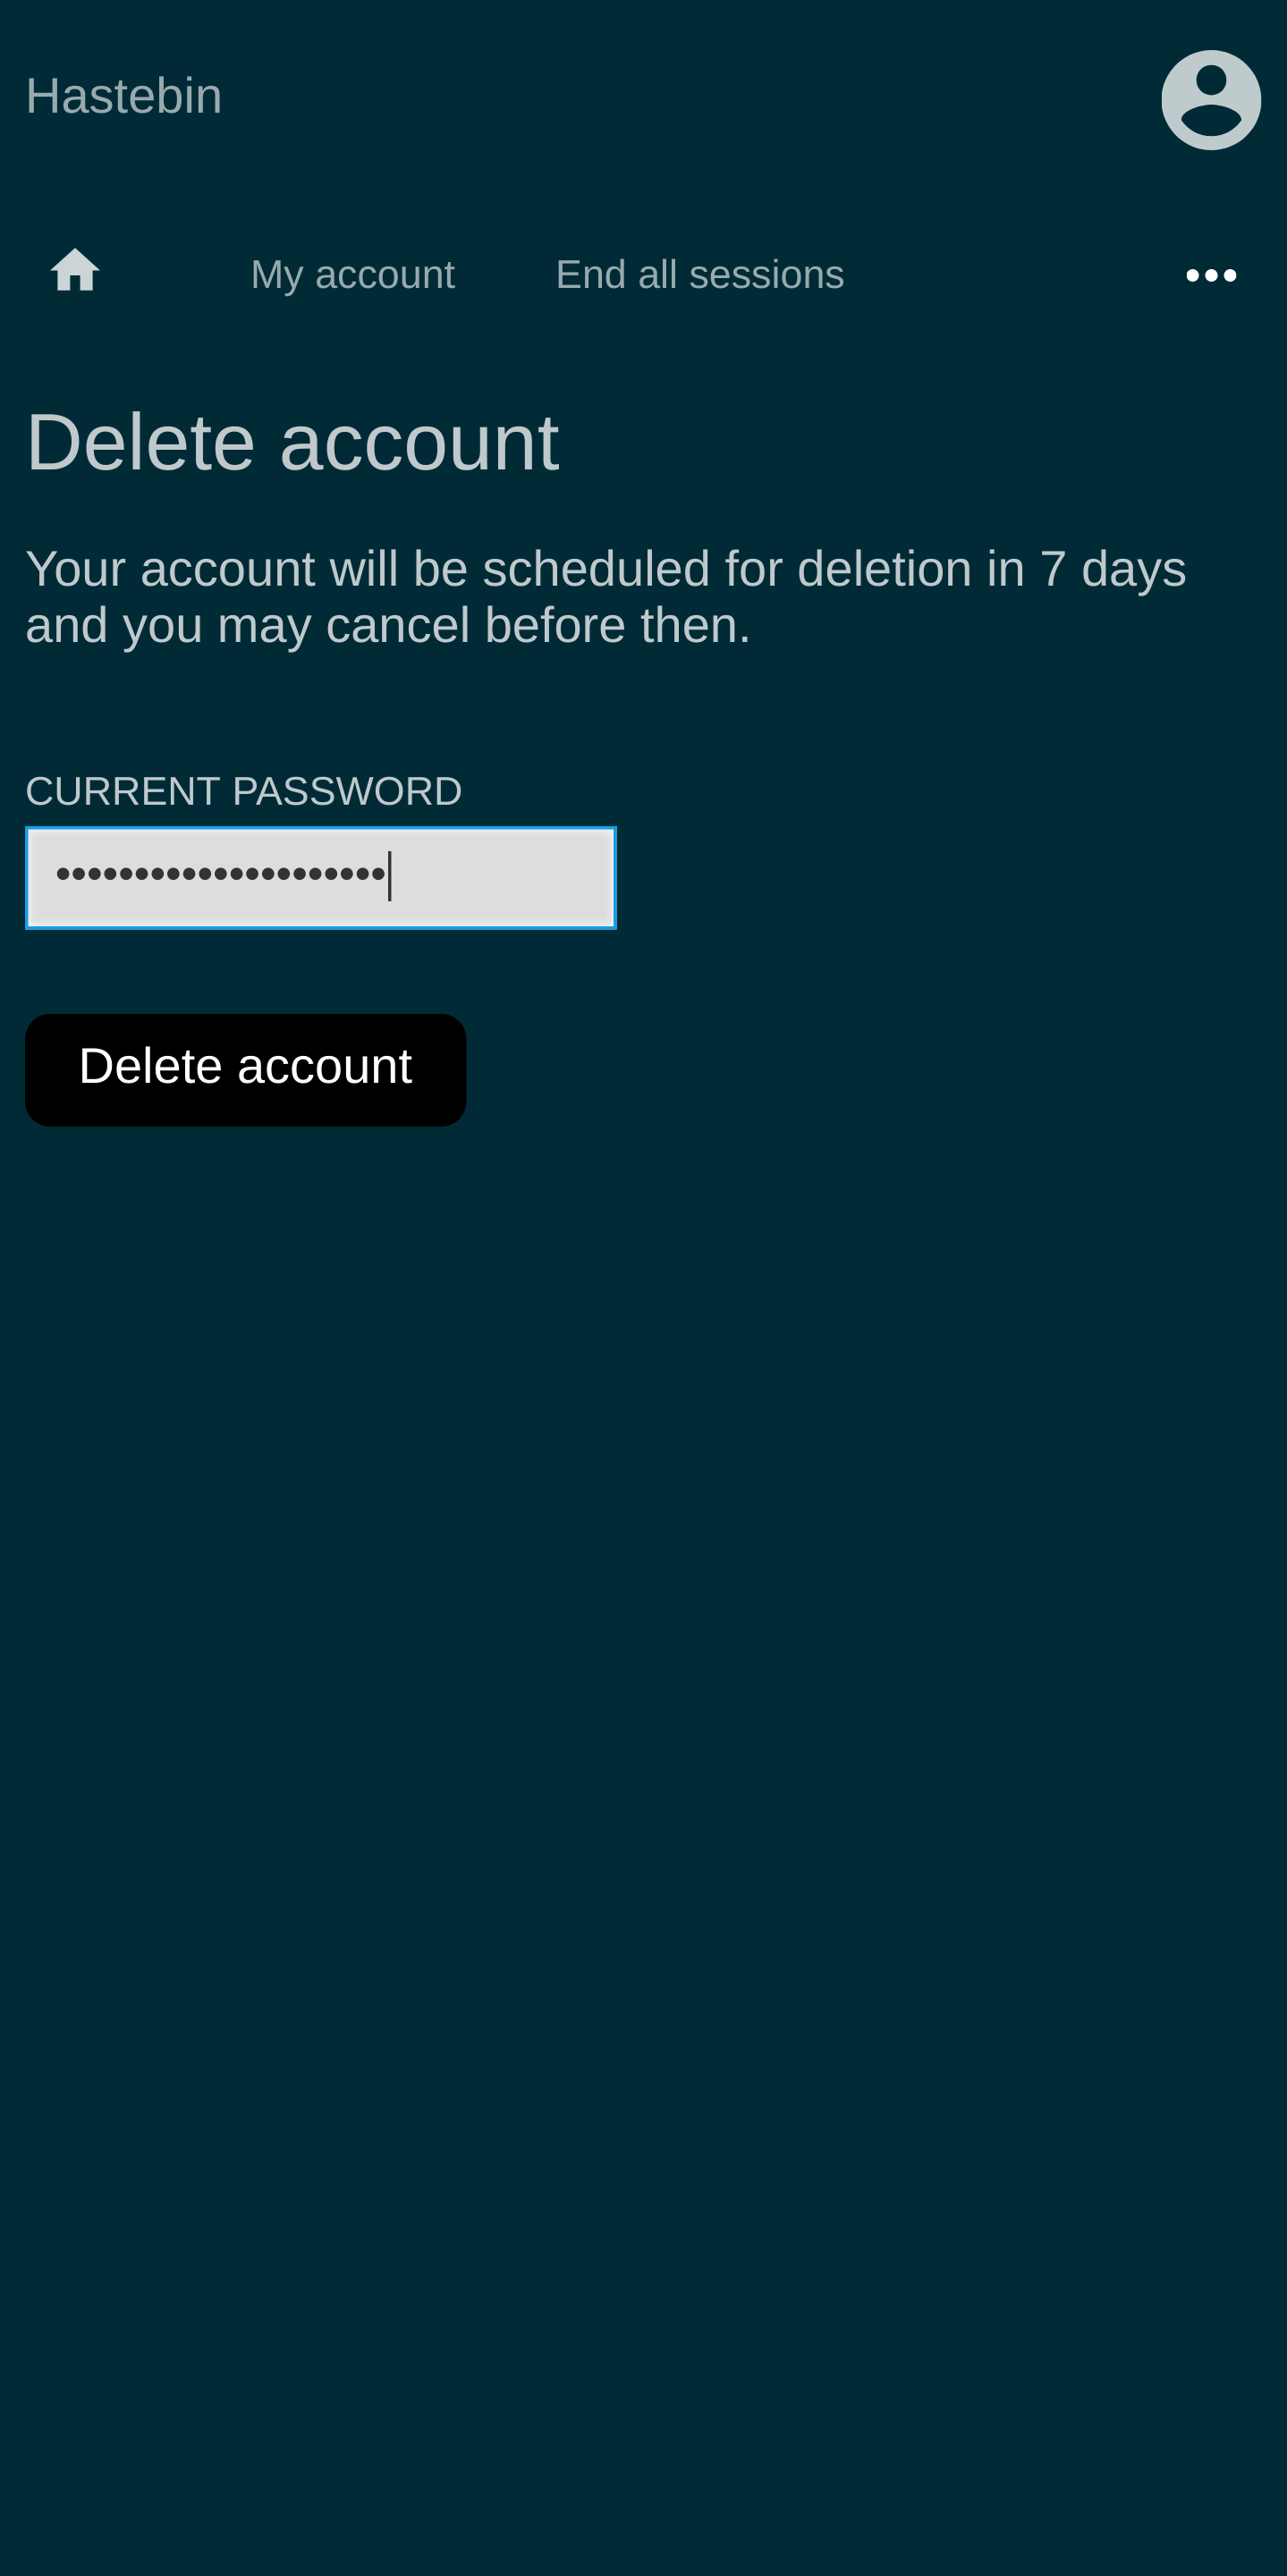 Hastebin
My account End all sessions
Delete account
Your account will be scheduled for deletion in 7 days
and you may cancel before then.
CURRENT PASSWORD
•••••••••••••••••••••
Delete account